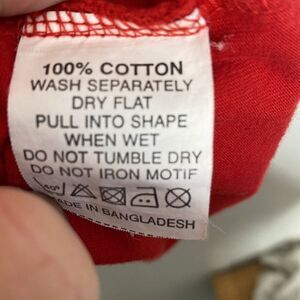 100% COTTON
WASH SEPARATELY
DRY FLAT
PULL INTO SHAPE
WHEN WET
DO NOT TUMBLE DRY
DO NOT IRON MOTIF
40°
MADE IN BANGLADESH